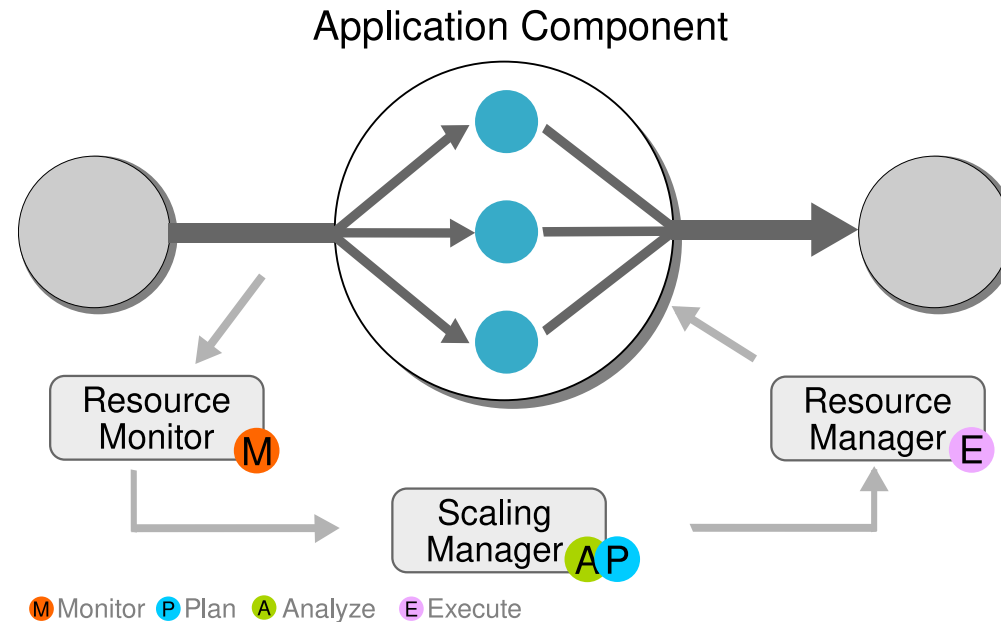 Application Component
Resource
Monitor
M
Resource
Manager
E
Scaling
Manager
A P
M Monitor P Plan A Analyze E Execute